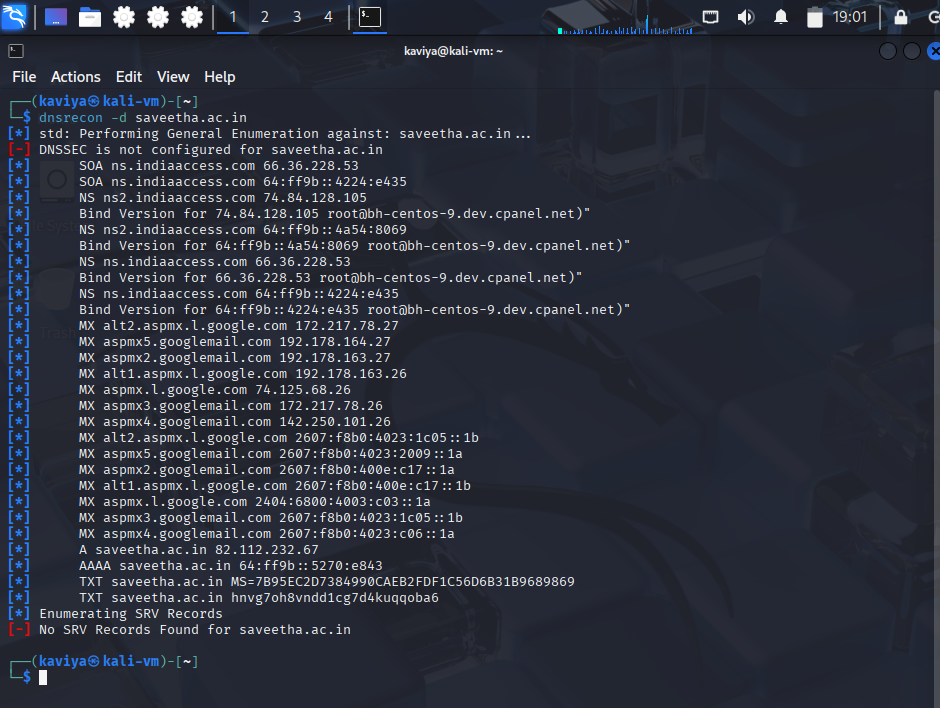 1 2 3 4 19:01
kaviya@kali-vm: ~
File Actions Edit View Help
┌──(kaviya㉿kali-vm)-[~]
└─$ dnsrecon -d saveetha.ac.in
[*] std: Performing General Enumeration against: saveetha.ac.in...
[-] DNSSEC is not configured for saveetha.ac.in
[*] SOA ns.indiaaccess.com 66.36.228.53
[*] SOA ns.indiaaccess.com 64:ff9b::4224:e435
[*] NS ns2.indiaaccess.com 74.84.128.105
[*] Bind Version for 74.84.128.105 root@bh-centos-9.dev.cpanel.net)"
[*] NS ns2.indiaaccess.com 64:ff9b::4a54:8069
[*] Bind Version for 64:ff9b::4a54:8069 root@bh-centos-9.dev.cpanel.net)"
[*] NS ns.indiaaccess.com 66.36.228.53
[*] Bind Version for 66.36.228.53 root@bh-centos-9.dev.cpanel.net)"
[*] NS ns.indiaaccess.com 64:ff9b::4224:e435
[*] Bind Version for 64:ff9b::4224:e435 root@bh-centos-9.dev.cpanel.net)"
[*] MX alt2.aspmx.l.google.com 172.217.78.27
[*] MX aspmx5.googlemail.com 192.178.164.27
[*] MX aspmx2.googlemail.com 192.178.163.27
[*] MX alt1.aspmx.l.google.com 192.178.163.26
[*] MX aspmx.l.google.com 74.125.68.26
[*] MX aspmx3.googlemail.com 172.217.78.26
[*] MX aspmx4.googlemail.com 142.250.101.26
[*] MX alt2.aspmx.l.google.com 2607:f8b0:4023:1c05::1b
[*] MX aspmx5.googlemail.com 2607:f8b0:4023:2009::1a
[*] MX aspmx2.googlemail.com 2607:f8b0:400e:c17::1a
[*] MX alt1.aspmx.l.google.com 2607:f8b0:400e:c17::1b
[*] MX aspmx.l.google.com 2404:6800:4003:c03::1a
[*] MX aspmx3.googlemail.com 2607:f8b0:4023:1c05::1b
[*] MX aspmx4.googlemail.com 2607:f8b0:4023:c06::1a
[*] A saveetha.ac.in 82.112.232.67
[*] AAAA saveetha.ac.in 64:ff9b::5270:e843
[*] TXT saveetha.ac.in MS=7B95EC2D7384990CAEB2FDF1C56D6B31B9689869
[*] TXT saveetha.ac.in hnvg7oh8vndd1cg7d4kuqqoba6
[*] Enumerating SRV Records
[-] No SRV Records Found for saveetha.ac.in
┌──(kaviya㉿kali-vm)-[~]
└─$